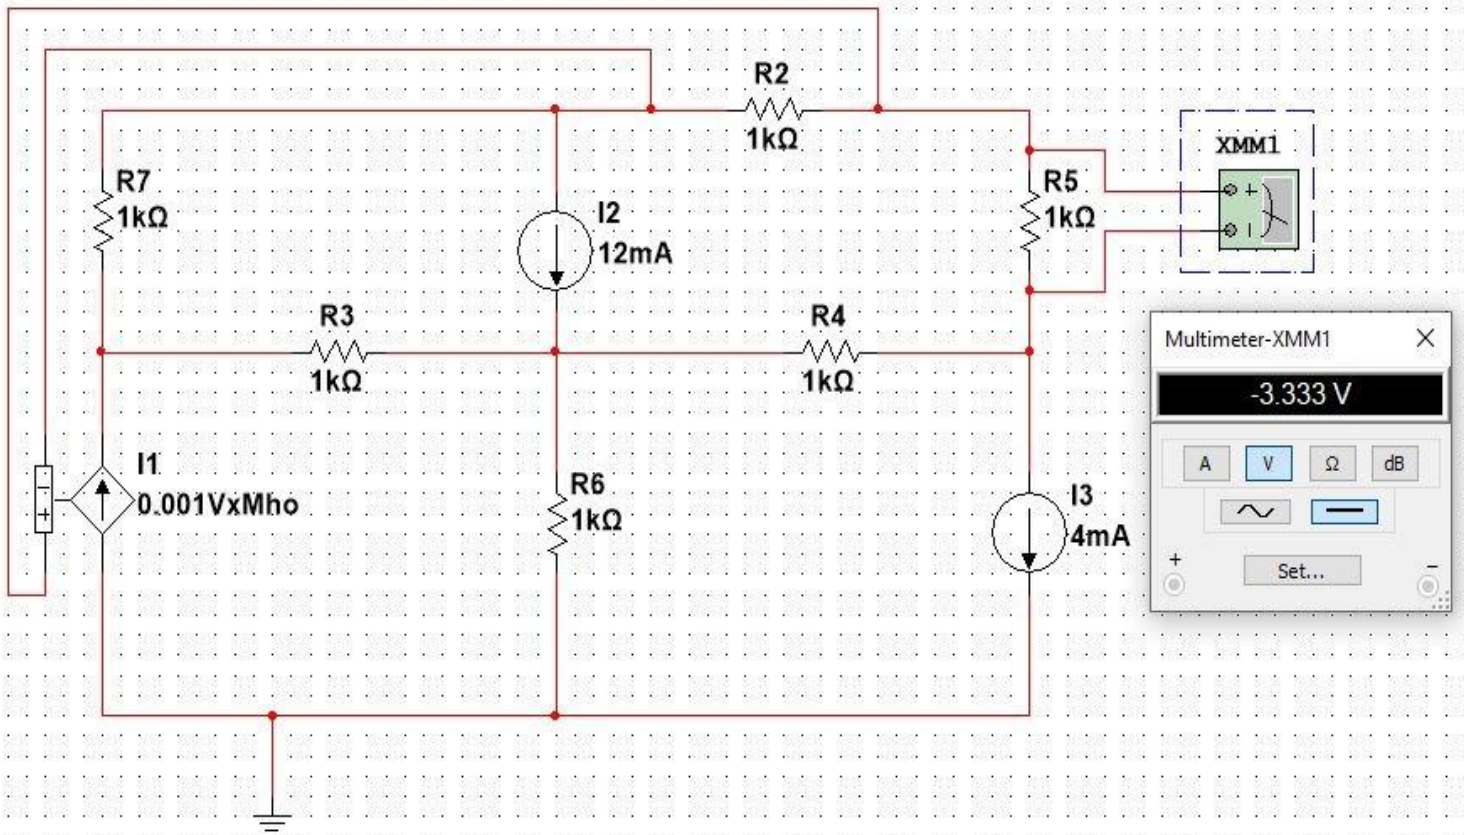 R2
1kΩ
XMM1
+
R7
1kΩ
I2
12mA
R5
1kΩ
R3
1kΩ
R4
1kΩ
Multimeter-XMM1
-3.333 V
A V Ω dB
I1
0.001VxMho
−
+
R6
1kΩ
I3
4mA
+ Set... −